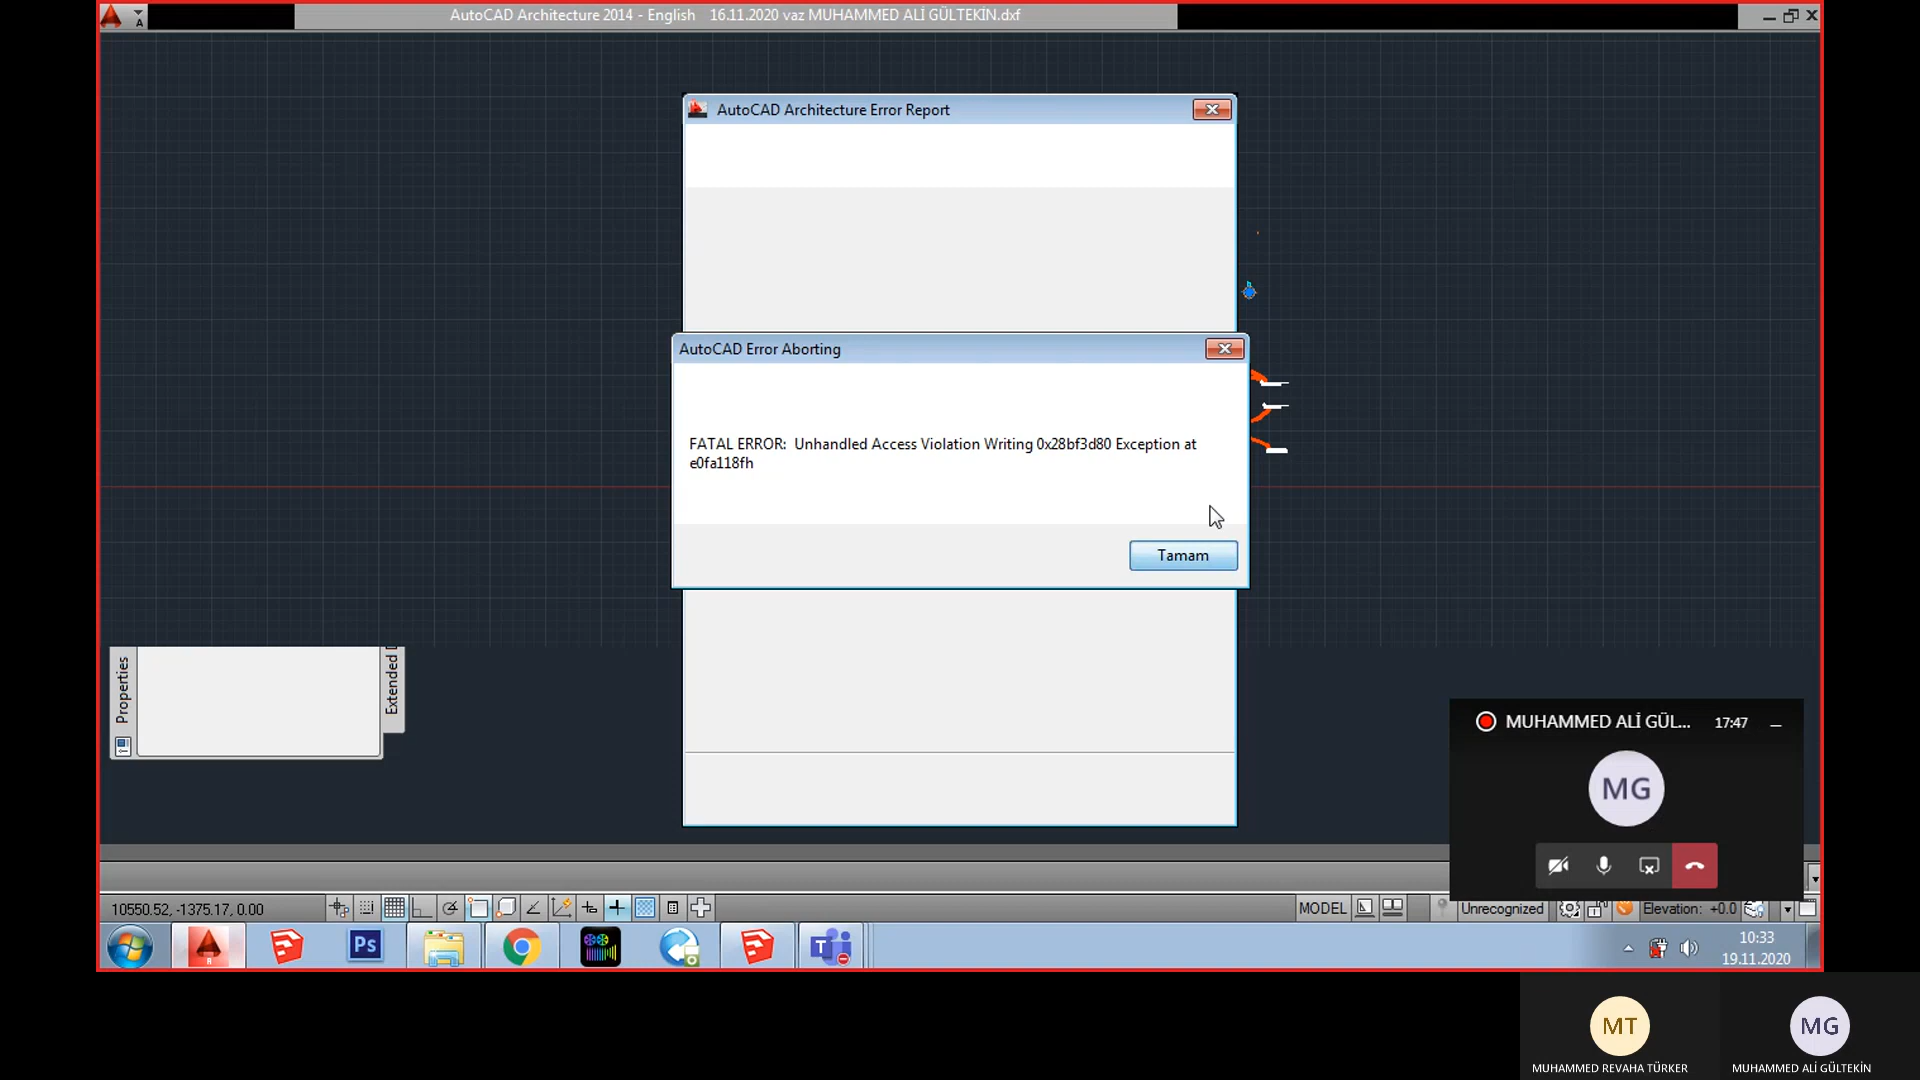 AutoCAD Architecture 2014 - English 16.11.2020 vaz MUHAMMED ALİ GÜLTEKİN.dxf
AutoCAD Architecture Error Report
AutoCAD Error Aborting
FATAL ERROR: Unhandled Access Violation Writing 0x28bf3d80 Exception at
e0fa118fh
Tamam
Properties
Extended
MUHAMMED ALİ GÜL...
17:47
MG
10550.52, -1375.17, 0.00
MODEL
Unrecognized
Elevation: +0.0
Ps
T
10:33
19.11.2020
MT
MG
MUHAMMED REVAHA TÜRKER
MUHAMMED ALİ GÜLTEKİN